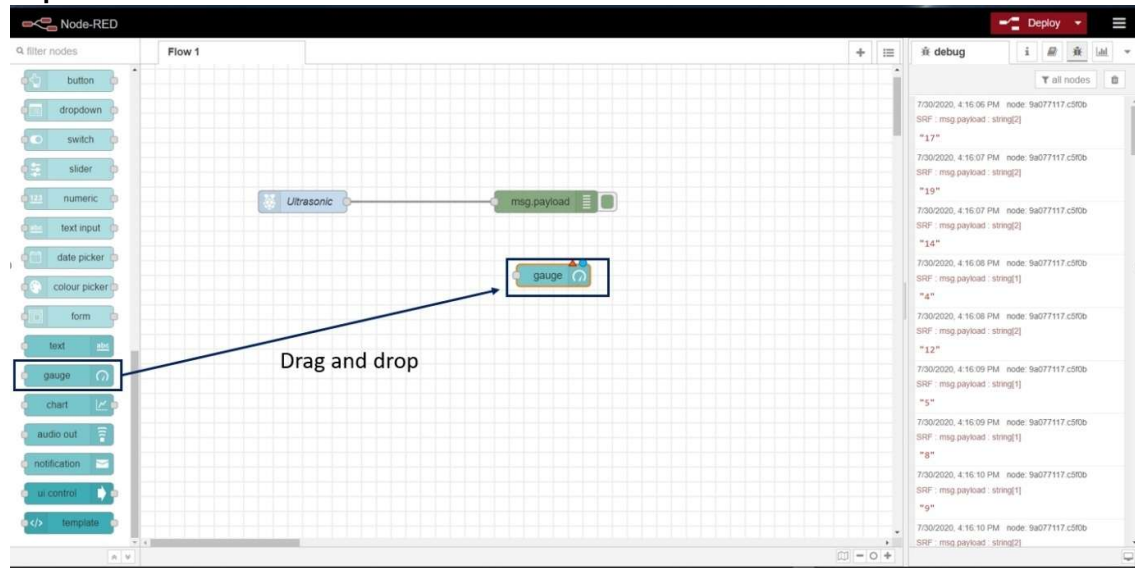 Node-RED
Deploy
filter nodes
Flow 1
debug
i
all nodes
button
dropdown
switch
slider
123 numeric
abc text input
date picker
colour picker
form
text abc
gauge
chart
audio out
notification
ui control
</> template
Ultrasonic
msg.payload
gauge
Drag and drop
7/30/2020, 4:16:06 PM node: 9a077117.c5f0b
SRF : msg.payload : string[2]
"17"
7/30/2020, 4:16:07 PM node: 9a077117.c5f0b
SRF : msg.payload : string[2]
"19"
7/30/2020, 4:16:07 PM node: 9a077117.c5f0b
SRF : msg.payload : string[2]
"14"
7/30/2020, 4:16:08 PM node: 9a077117.c5f0b
SRF : msg.payload : string[1]
"4"
7/30/2020, 4:16:08 PM node: 9a077117.c5f0b
SRF : msg.payload : string[2]
"12"
7/30/2020, 4:16:09 PM node: 9a077117.c5f0b
SRF : msg.payload : string[1]
"5"
7/30/2020, 4:16:09 PM node: 9a077117.c5f0b
SRF : msg.payload : string[1]
"8"
7/30/2020, 4:16:10 PM node: 9a077117.c5f0b
SRF : msg.payload : string[1]
"9"
7/30/2020, 4:16:10 PM node: 9a077117.c5f0b
SRF : msg.payload : string[2]